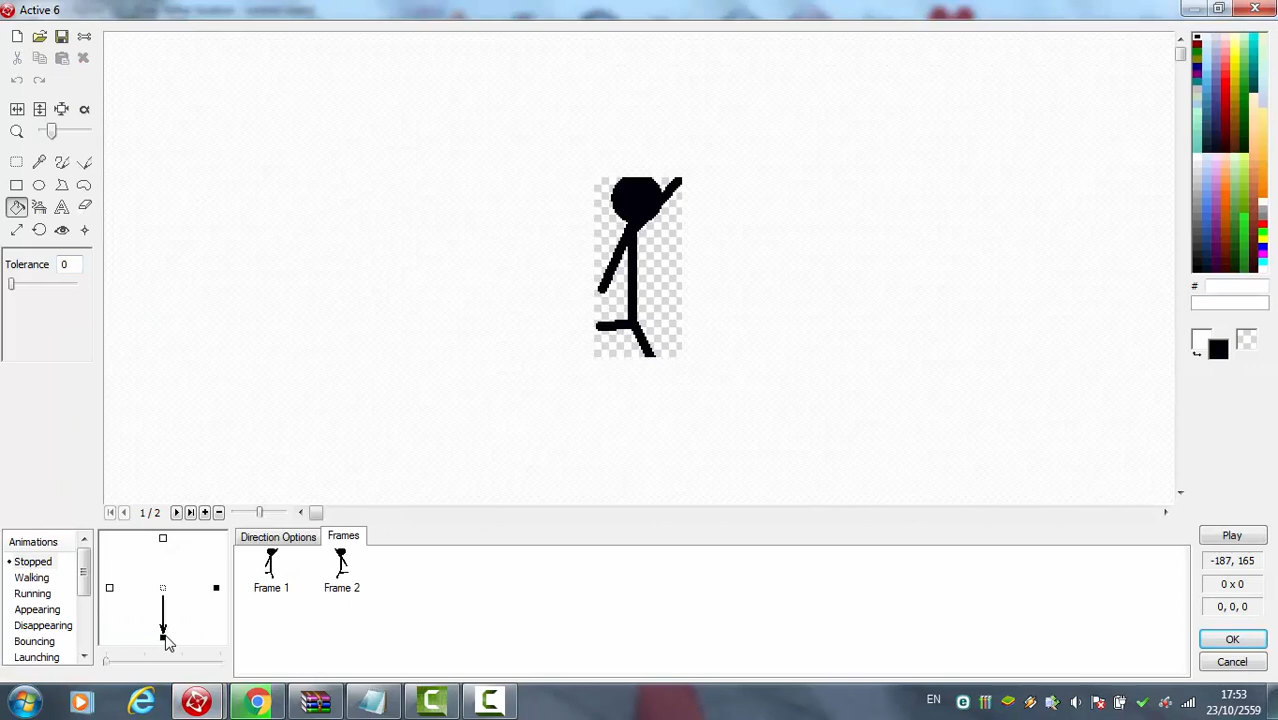 Active 6
Tolerance 0
1 / 2
Animations
Stopped
Walking
Running
Appearing
Disappearing
Bouncing
Launching
Direction Options
Frames
Frame 1
Frame 2
#
Play
-187, 165
0 x 0
0, 0, 0
OK
Cancel
EN
17:53
23/10/2559